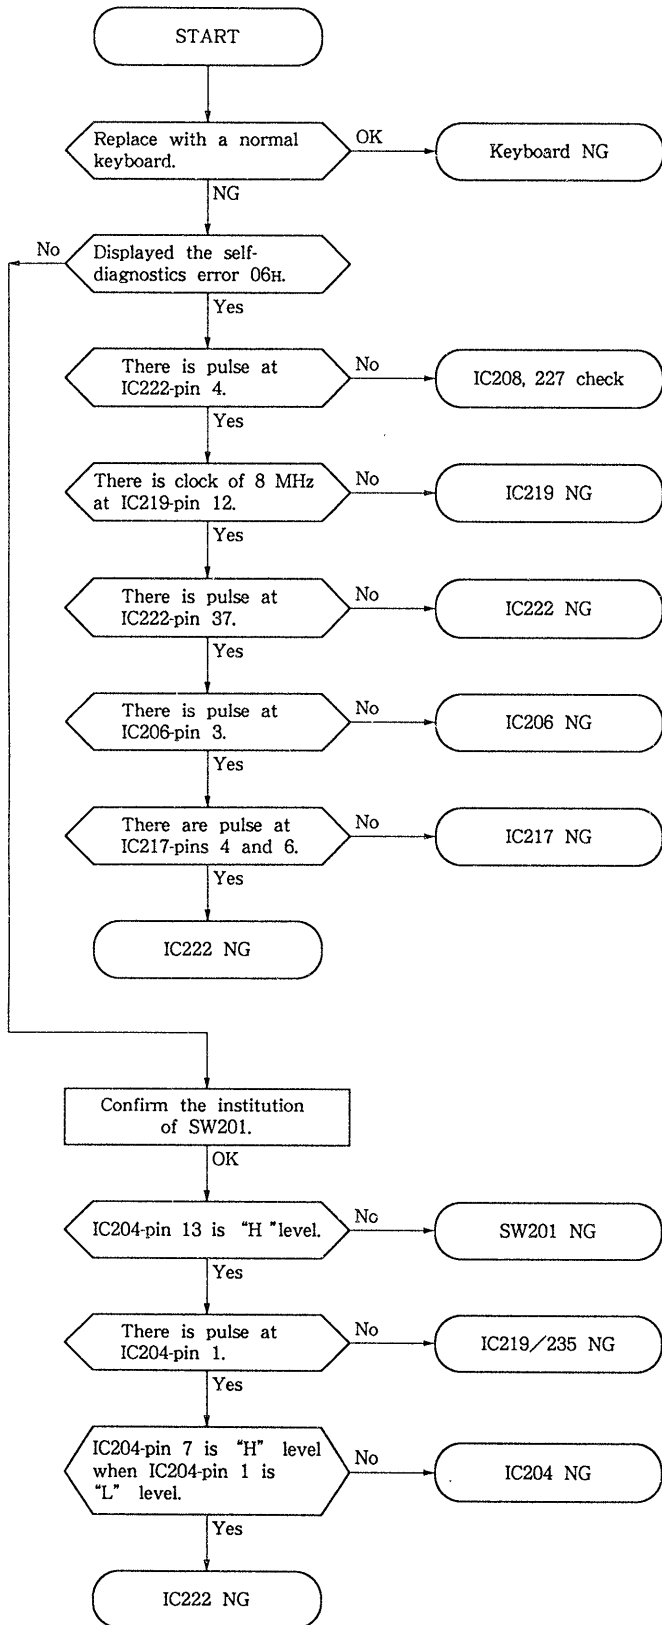 START
Replace with a normal
keyboard.
OK
Keyboard NG
NG
No
Displayed the self-
diagnostics error 06H.
Yes
There is pulse at
IC222-pin 4.
No
IC208, 227 check
Yes
There is clock of 8 MHz
at IC219-pin 12.
No
IC219 NG
Yes
There is pulse at
IC222-pin 37.
No
IC222 NG
Yes
There is pulse at
IC206-pin 3.
No
IC206 NG
Yes
There are pulse at
IC217-pins 4 and 6.
No
IC217 NG
Yes
IC222 NG
Confirm the institution
of SW201.
OK
IC204-pin 13 is "H "level.
No
SW201 NG
Yes
There is pulse at
IC204-pin 1.
No
IC219/235 NG
Yes
IC204-pin 7 is "H" level
when IC204-pin 1 is
"L" level.
No
IC204 NG
Yes
IC222 NG